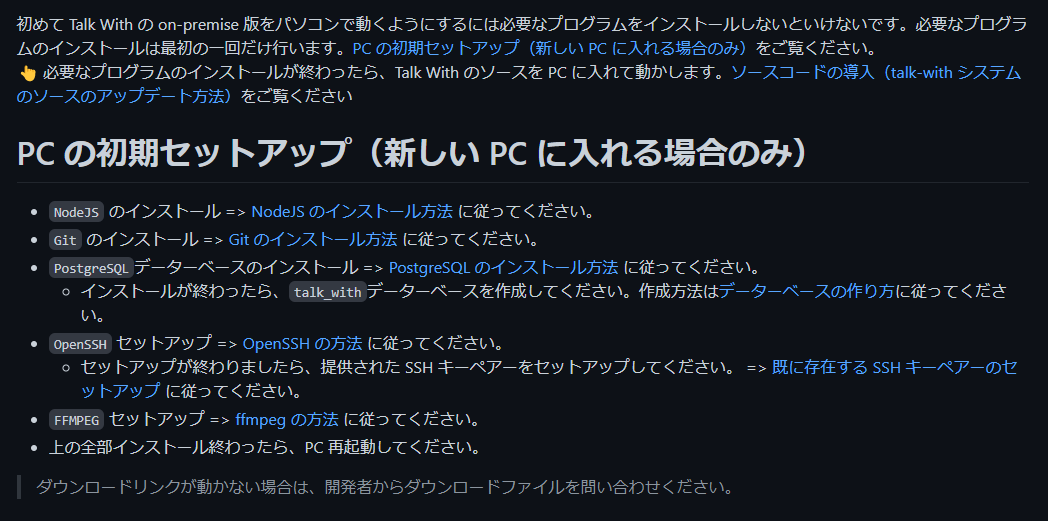 初めて Talk With の on-premise 版をパソコンで動くようにするには必要なプログラムをインストールしないといけないです。必要なプログラ
ムのインストールは最初の一回だけ行います。PC の初期セットアップ（新しい PC に入れる場合のみ）をご覧ください。
👆 必要なプログラムのインストールが終わったら、Talk With のソースを PC に入れて動かします。ソースコードの導入（talk-with システム
のソースのアップデート方法）をご覧ください
PC の初期セットアップ（新しい PC に入れる場合のみ）
• NodeJS のインストール => NodeJS のインストール方法 に従ってください。
• Git のインストール => Git のインストール方法 に従ってください。
• PostgreSQLデーターベースのインストール => PostgreSQL のインストール方法 に従ってください。
○ インストールが終わったら、talk_withデーターベースを作成してください。作成方法はデーターベースの作り方に従ってくださ
い。
• OpenSSH セットアップ => OpenSSH の方法 に従ってください。
○ セットアップが終わりましたら、提供された SSH キーペアーをセットアップしてください。 => 既に存在する SSH キーペアーのセ
ットアップ に従ってください。
• FFMPEG セットアップ => ffmpeg の方法 に従ってください。
• 上の全部インストール終わったら、PC 再起動してください。
ダウンロードリンクが動かない場合は、開発者からダウンロードファイルを問い合わせください。